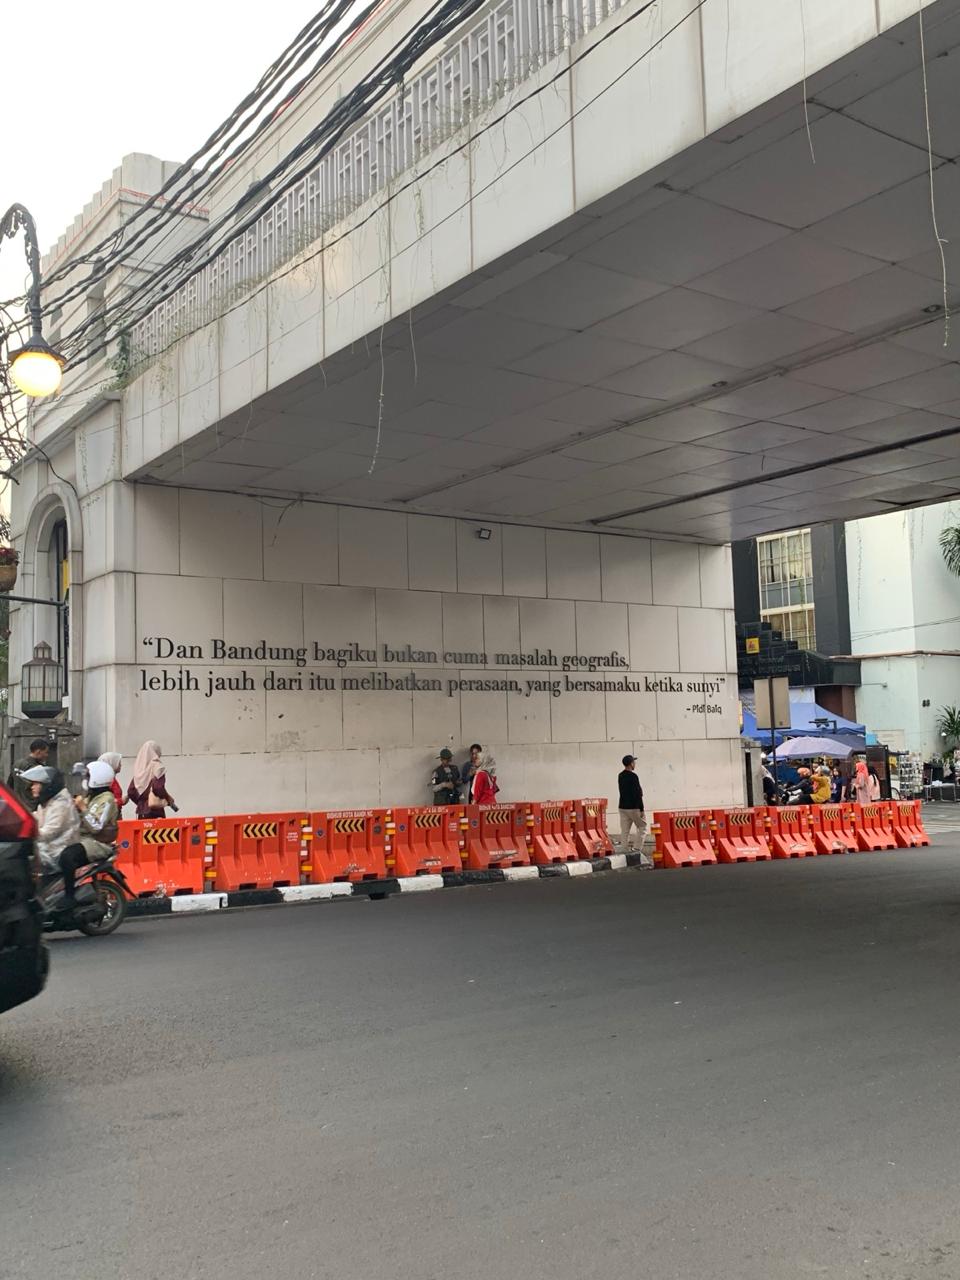 “Dan Bandung bagiku bukan cuma masalah geografis,
lebih jauh dari itu melibatkan perasaan, yang bersamaku ketika sunyi”
- Pidi Baiq